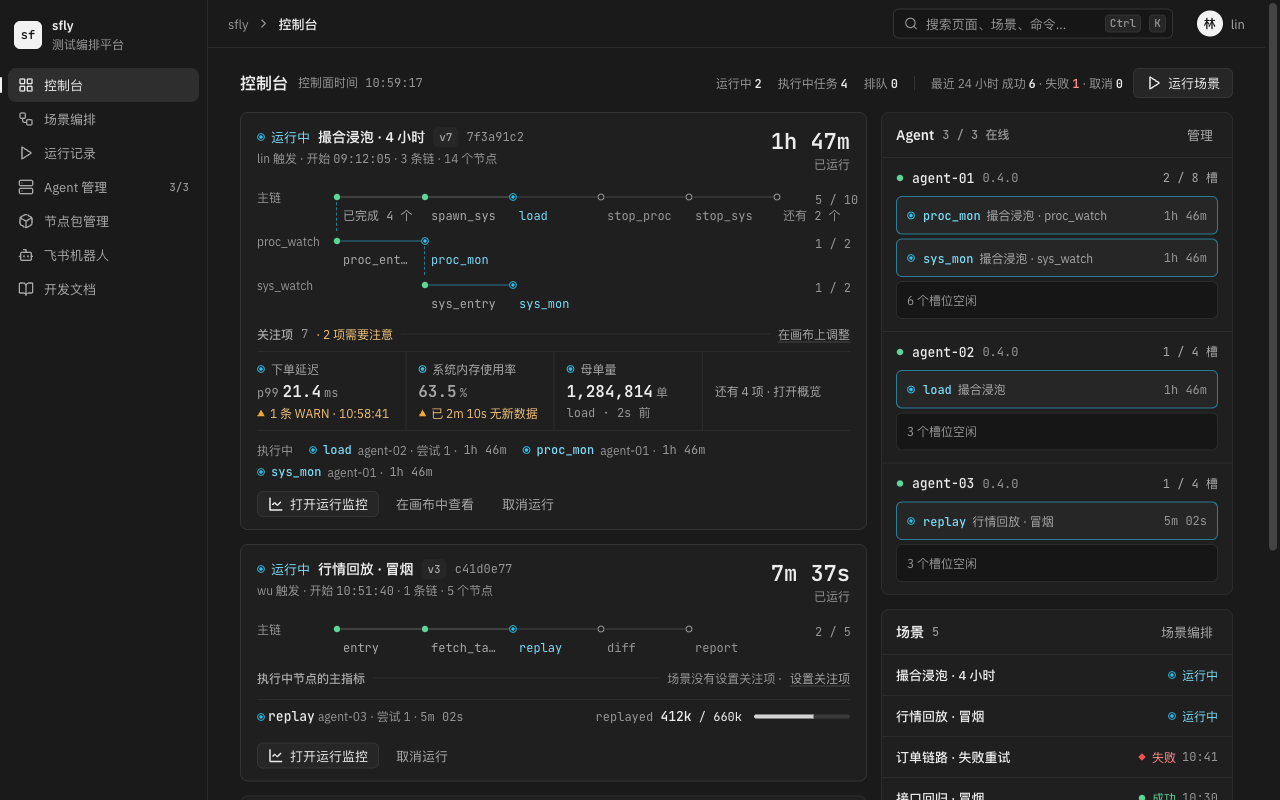 sf
sfly
测试编排平台
控制台
场景编排
运行记录
Agent 管理 3/3
节点包管理
飞书机器人
开发文档
sfly > 控制台
搜索页面、场景、命令... Ctrl K
林 lin
控制台 控制面时间 10:59:17
运行中 2 执行中任务 4 排队 0 最近 24 小时 成功 6 · 失败 1 · 取消 0
运行场景
运行中 撮合浸泡 · 4 小时 v7 7f3a91c2
1h 47m
lin 触发 · 开始 09:12:05 · 3 条链 · 14 个节点
已运行
主链 5 / 10
已完成 4 个 spawn_sys load stop_proc stop_sys 还有 2 个
proc_watch 1 / 2
proc_ent… proc_mon
sys_watch 1 / 2
sys_entry sys_mon
关注项 7 · 2 项需要注意 在画布上调整
下单延迟
p99 21.4 ms
1 条 WARN · 10:58:41
系统内存使用率
63.5 %
已 2m 10s 无新数据
母单量
1,284,814 单
load · 2s 前
还有 4 项 · 打开概览
执行中 load agent-02 · 尝试 1 · 1h 46m proc_mon agent-01 · 1h 46m
sys_mon agent-01 · 1h 46m
打开运行监控 在画布中查看 取消运行
运行中 行情回放 · 冒烟 v3 c41d0e77
7m 37s
wu 触发 · 开始 10:51:40 · 1 条链 · 5 个节点
已运行
主链 2 / 5
entry fetch_ta… replay diff report
执行中节点的主指标 场景没有设置关注项 · 设置关注项
replay agent-03 · 尝试 1 · 5m 02s replayed 412k / 660k
打开运行监控 取消运行
Agent 3 / 3 在线 管理
agent-01 0.4.0 2 / 8 槽
proc_mon 撮合浸泡 · proc_watch 1h 46m
sys_mon 撮合浸泡 · sys_watch 1h 46m
6 个槽位空闲
agent-02 0.4.0 1 / 4 槽
load 撮合浸泡 1h 46m
3 个槽位空闲
agent-03 0.4.0 1 / 4 槽
replay 行情回放 · 冒烟 5m 02s
3 个槽位空闲
场景 5 场景编排
撮合浸泡 · 4 小时 运行中
行情回放 · 冒烟 运行中
订单链路 · 失败重试 失败 10:41
接口回归 · 冒烟 成功 10:30